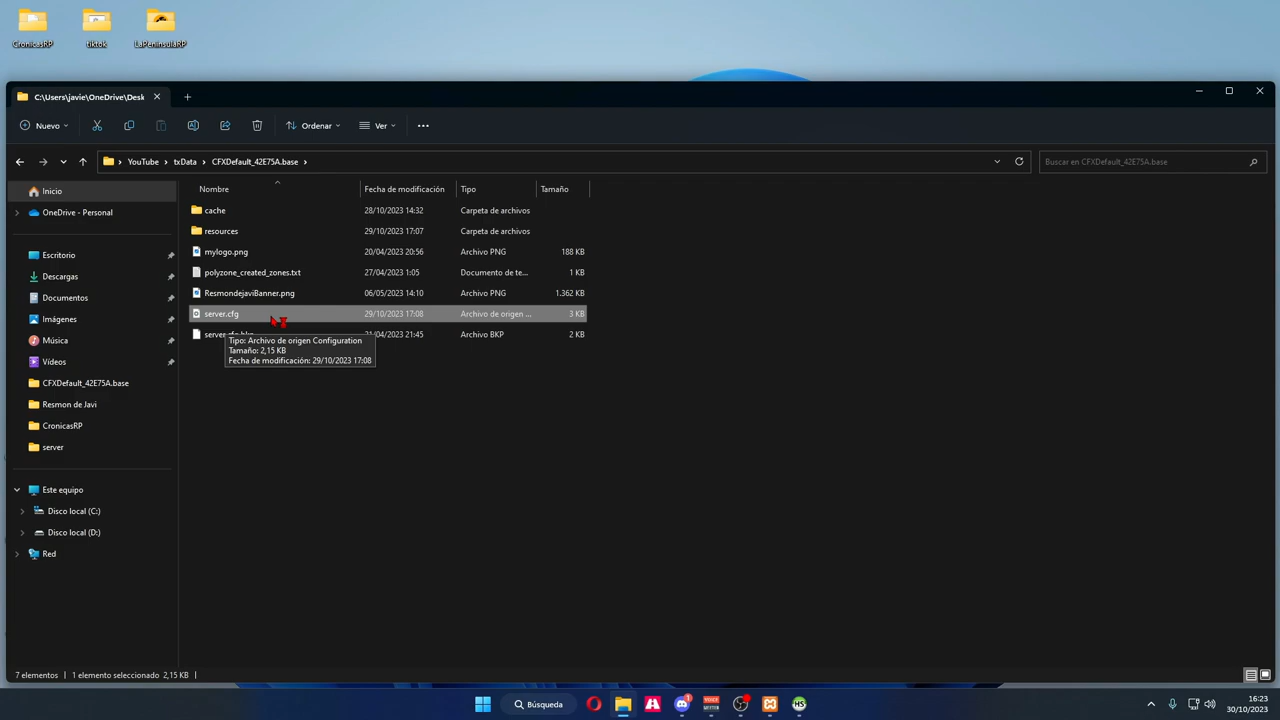 CronicasRP
tiktok
LaPeninsulaRP
C:\Users\javie\OneDrive\Desk
Nuevo
Ordenar
Ver
YouTube > txData > CFXDefault_42E75A.base >
Buscar en CFXDefault_42E75A.base
Inicio
OneDrive - Personal
Escritorio
Descargas
Documentos
Imágenes
Música
Vídeos
CFXDefault_42E75A.base
Resmon de Javi
CronicasRP
server
Este equipo
Disco local (C:)
Disco local (D:)
Red
Nombre Fecha de modificación Tipo Tamaño
cache 28/10/2023 14:32 Carpeta de archivos
resources 29/10/2023 17:07 Carpeta de archivos
mylogo.png 20/04/2023 20:56 Archivo PNG 188 KB
polyzone_created_zones.txt 27/04/2023 1:05 Documento de te... 1 KB
ResmondejaviBanner.png 06/05/2023 14:10 Archivo PNG 1.362 KB
server.cfg 29/10/2023 17:08 Archivo de origen ... 3 KB
server.cfg.bkp 21/04/2023 21:45 Archivo BKP 2 KB
Tipo: Archivo de origen Configuration
Tamaño: 2,15 KB
Fecha de modificación: 29/10/2023 17:08
7 elementos 1 elemento seleccionado 2,15 KB
Búsqueda
1
VOICE
MEETER
HS
16:23
30/10/2023